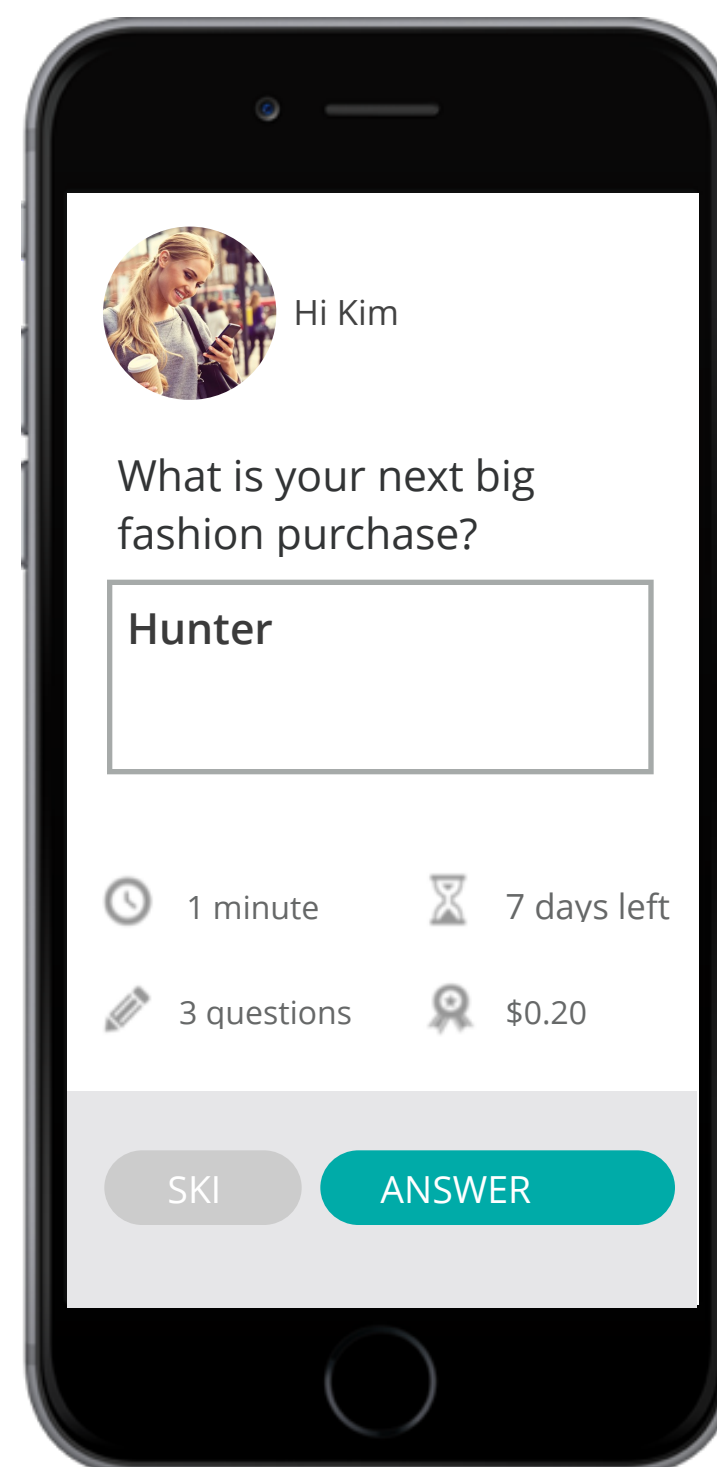 Hi Kim
What is your next big
fashion purchase?
Hunter
1 minute
7 days left
3 questions
$0.20
SKI
ANSWER